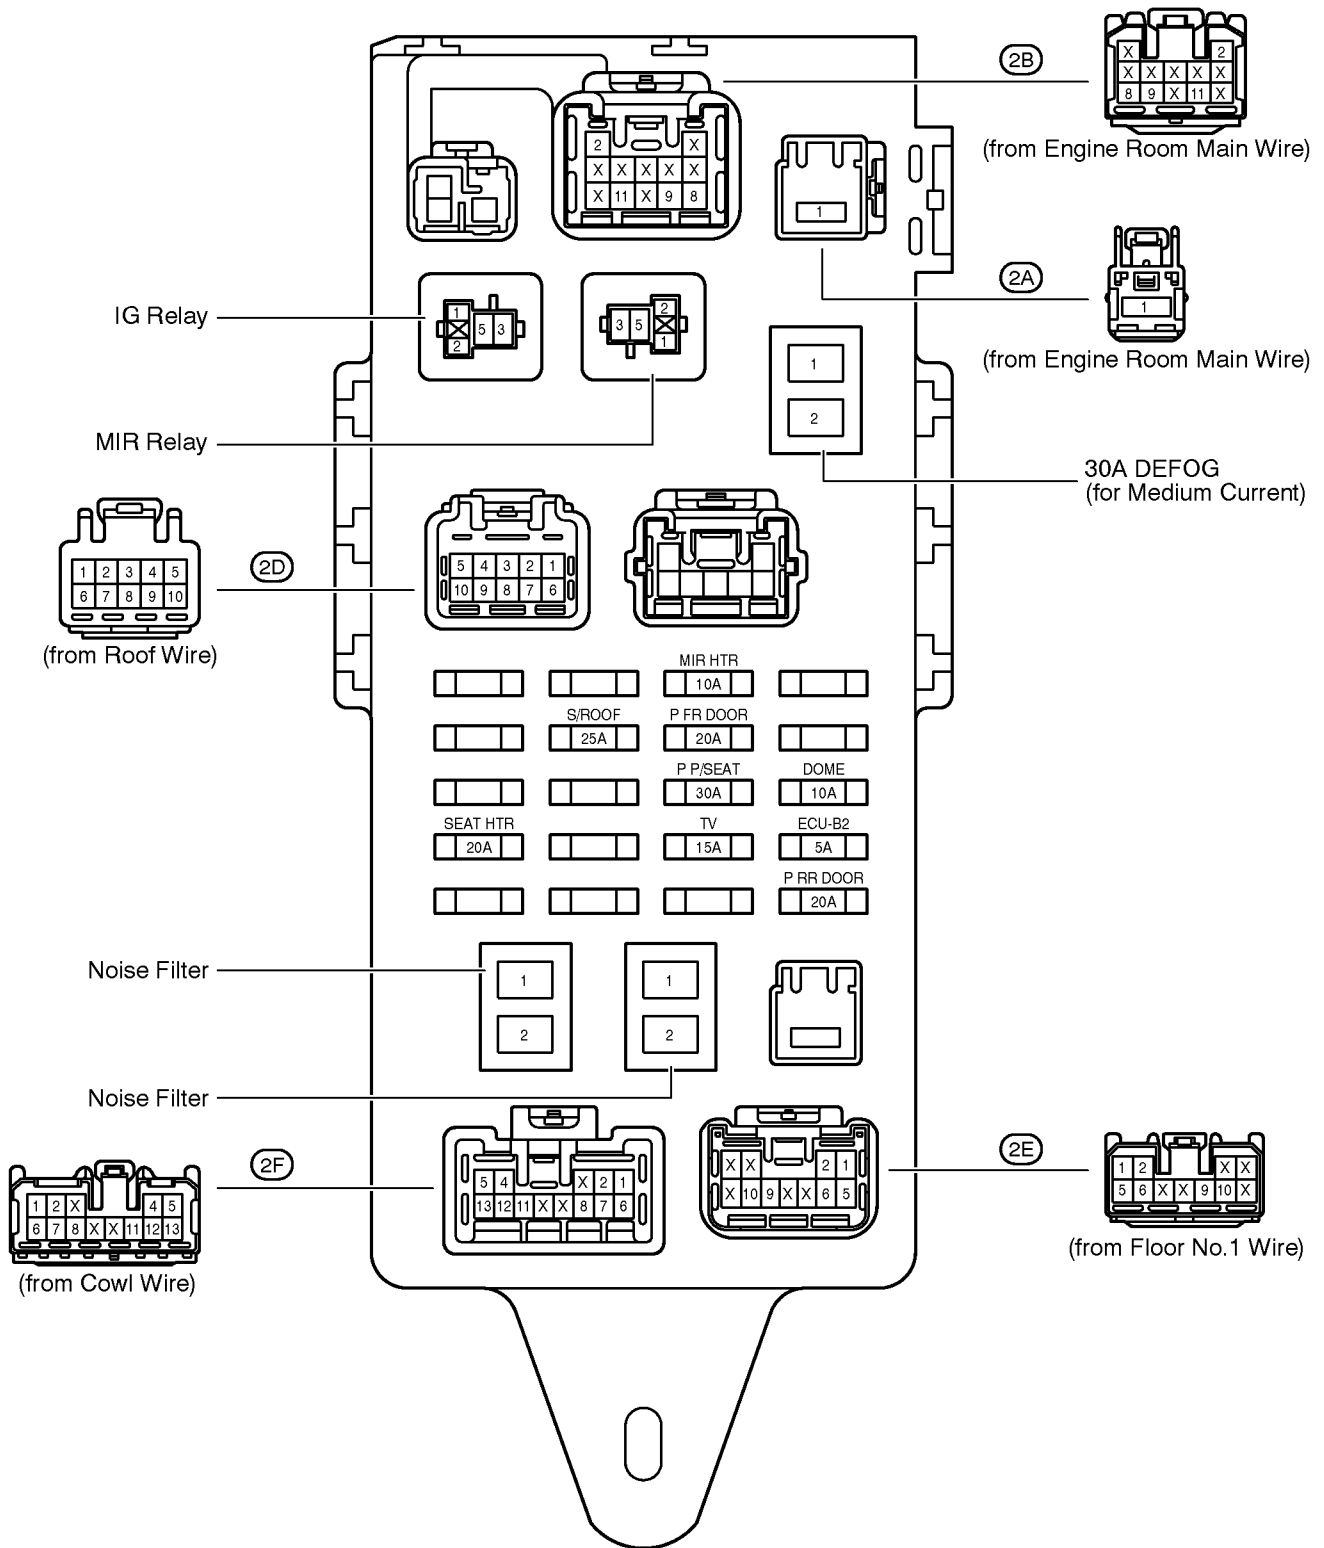 2B
X 2
X X X X X
8 9 X 11 X
(from Engine Room Main Wire)
2 X
X X X X X
X 11 X 9 8
1
2A
1
(from Engine Room Main Wire)
IG Relay
1
5 3
2
2
3 5
1
MIR Relay
1
2
30A DEFOG
(for Medium Current)
2D
1 2 3 4 5
6 7 8 9 10
(from Roof Wire)
5 4 3 2 1
10 9 8 7 6
MIR HTR
10A
S/ROOF P FR DOOR
25A 20A
P P/SEAT DOME
30A 10A
SEAT HTR TV ECU-B2
20A 15A 5A
P RR DOOR
20A
Noise Filter
1 1
2 2
Noise Filter
2F
1 2 X 4 5
6 7 8 X X 11 12 13
(from Cowl Wire)
5 4 X 2 1
13 12 11 X X 8 7 6
X X 2 1
X 10 9 X X 6 5
2E
1 2 X X
5 6 X X 9 10 X
(from Floor No.1 Wire)